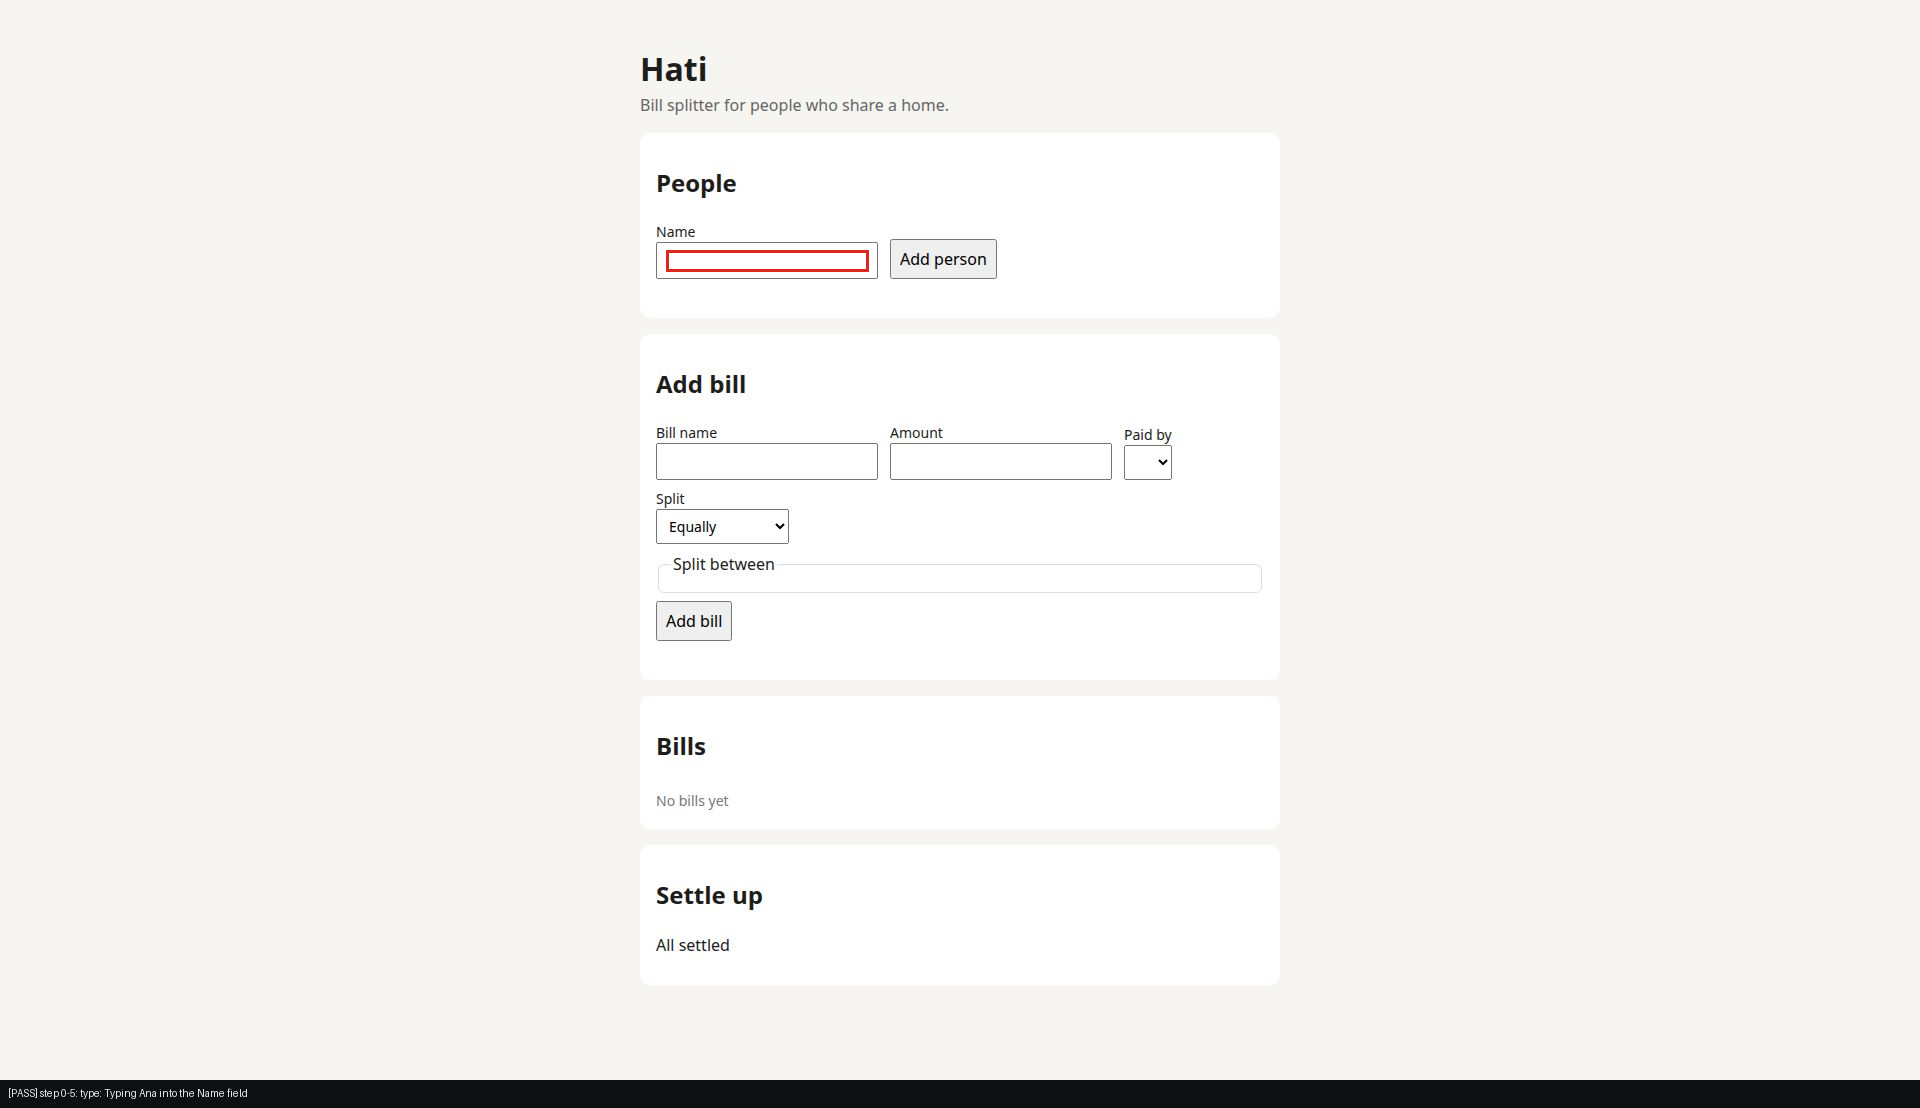 Hati
Bill splitter for people who share a home.
People
Name
Add person
Add bill
Bill name
Amount
Paid by
Split
Equally
Split between
Add bill
Bills
No bills yet
Settle up
All settled
[PASS] step 0-5: type: Typing Ana into the Name field